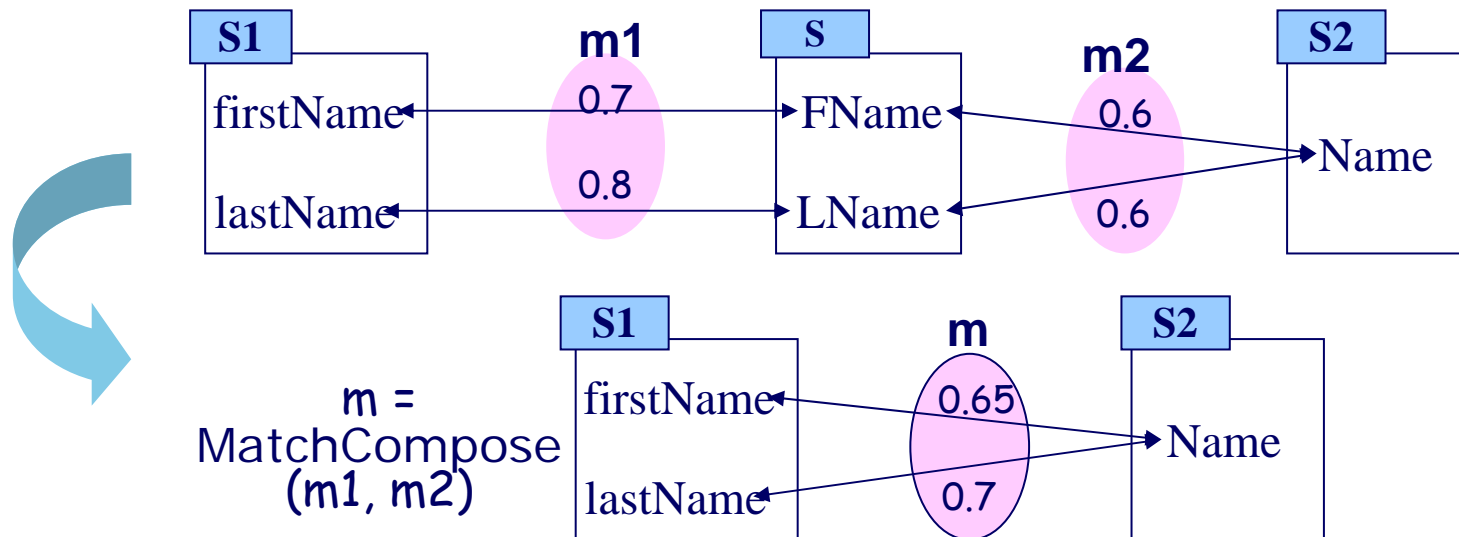 S1 m1 S m2 S2
firstName 0.7 FName 0.6 Name
lastName 0.8 LName 0.6
S1 m S2
m =
MatchCompose
(m1, m2)
firstName 0.65 Name
lastName 0.7